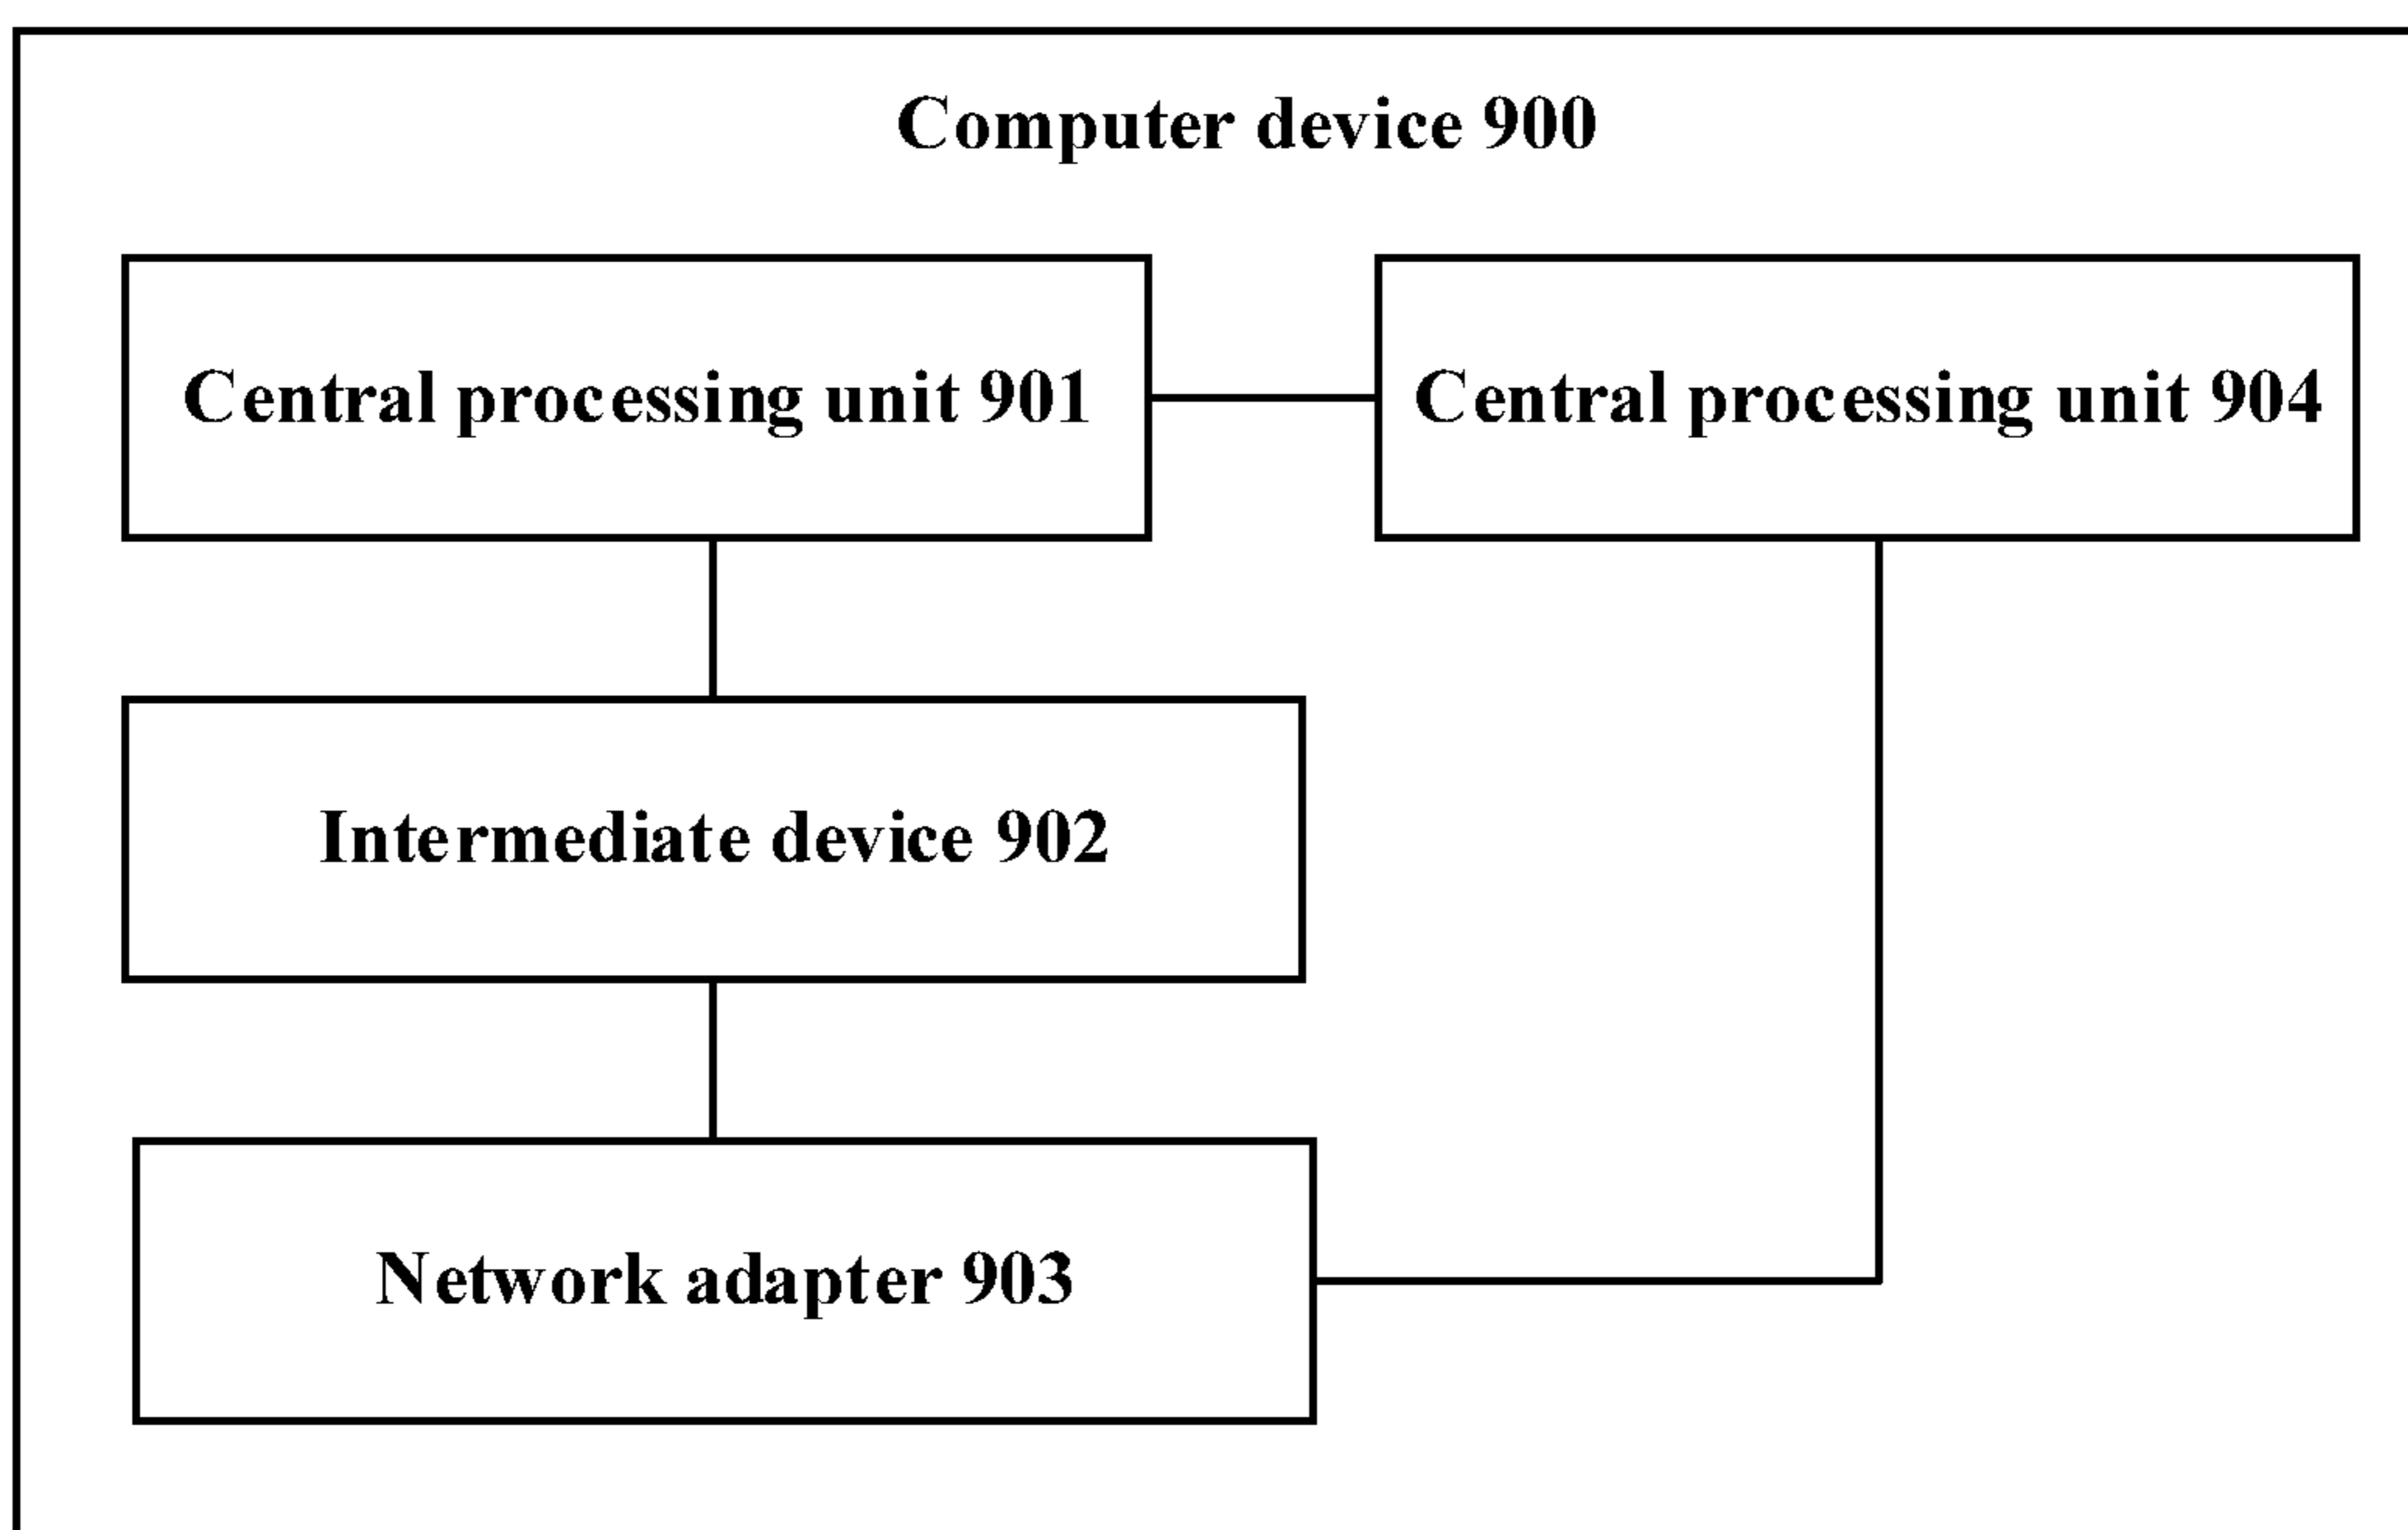 Computer device 900
Central processing unit 901
Central processing unit 904
Intermediate device 902
Network adapter 903